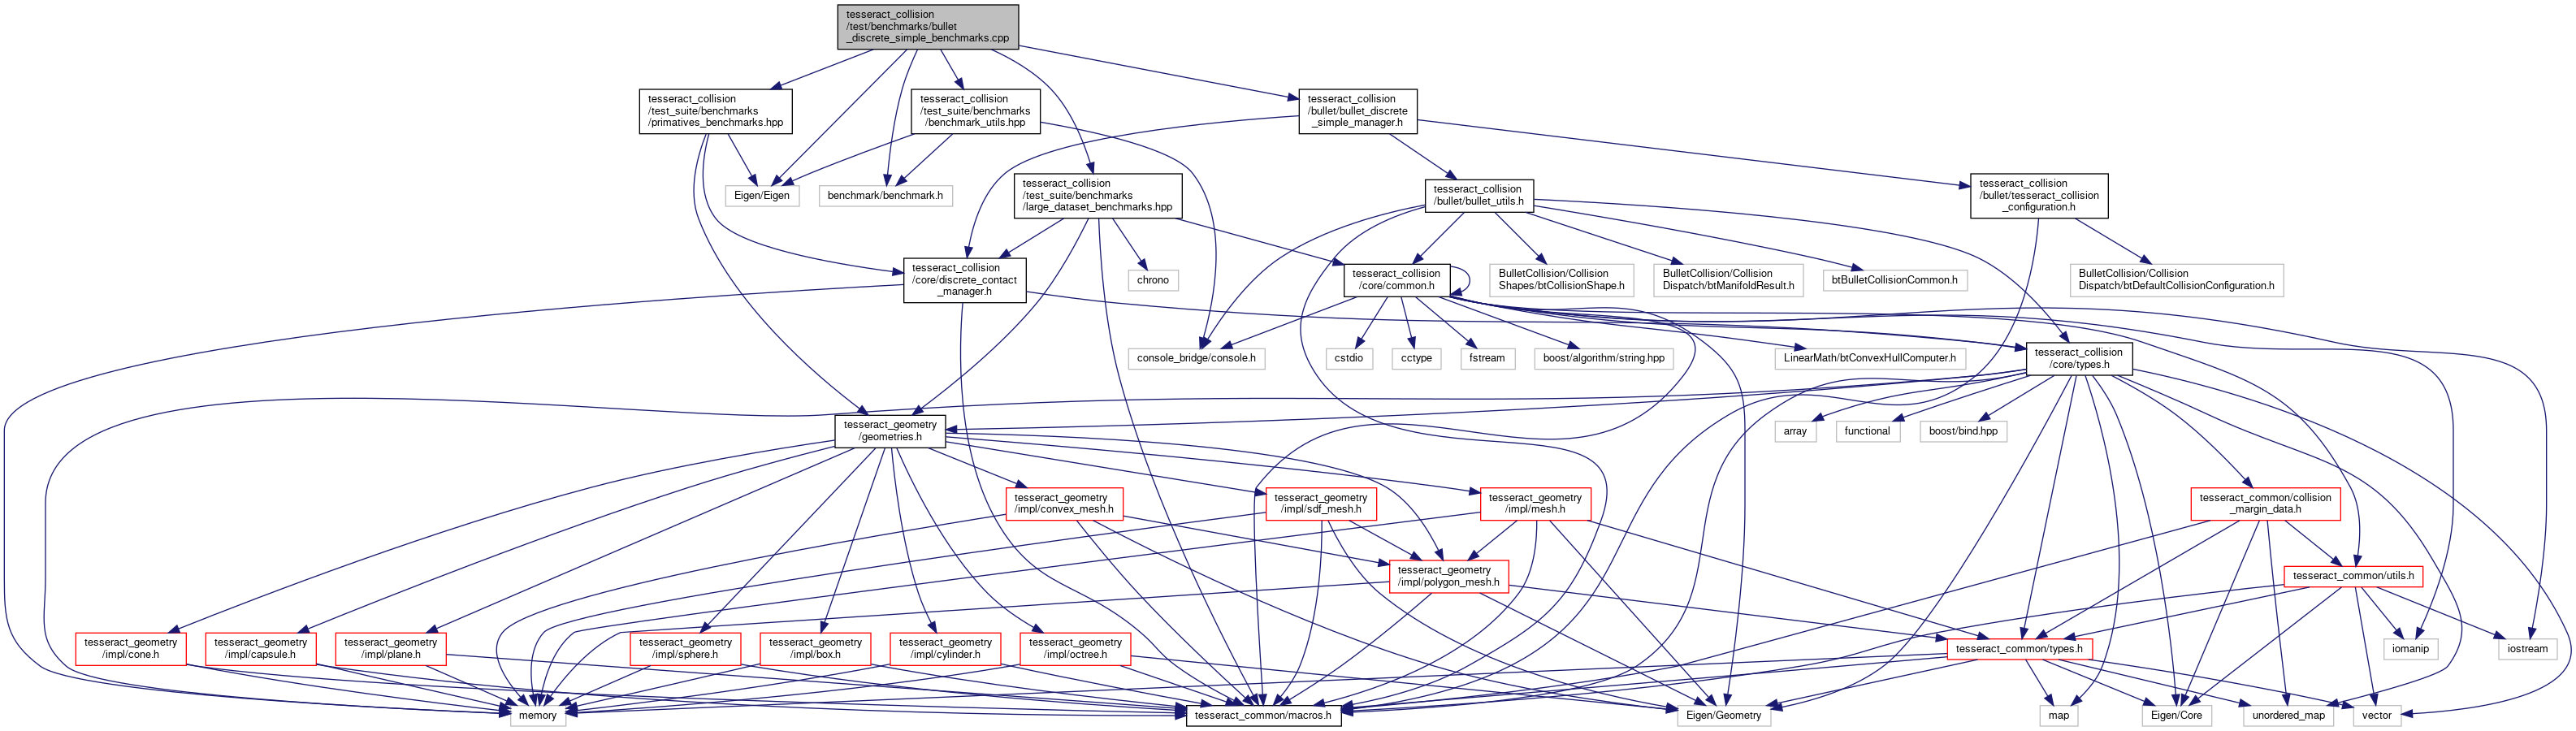 tesseract_collision
/test/benchmarks/bullet
_discrete_simple_benchmarks.cpp
tesseract_collision
/test_suite/benchmarks
/primatives_benchmarks.hpp
tesseract_collision
/test_suite/benchmarks
/benchmark_utils.hpp
tesseract_collision
/bullet/bullet_discrete
_simple_manager.h
Eigen/Eigen
benchmark/benchmark.h
tesseract_collision
/test_suite/benchmarks
/large_dataset_benchmarks.hpp
tesseract_collision
/bullet/bullet_utils.h
tesseract_collision
/bullet/tesseract_collision
_configuration.h
tesseract_collision
/core/discrete_contact
_manager.h
chrono
tesseract_collision
/core/common.h
BulletCollision/Collision
Shapes/btCollisionShape.h
BulletCollision/Collision
Dispatch/btManifoldResult.h
btBulletCollisionCommon.h
BulletCollision/Collision
Dispatch/btDefaultCollisionConfiguration.h
console_bridge/console.h
cstdio
cctype
fstream
boost/algorithm/string.hpp
LinearMath/btConvexHullComputer.h
tesseract_collision
/core/types.h
tesseract_geometry
/geometries.h
array
functional
boost/bind.hpp
tesseract_geometry
/impl/convex_mesh.h
tesseract_geometry
/impl/sdf_mesh.h
tesseract_geometry
/impl/mesh.h
tesseract_common/collision
_margin_data.h
tesseract_geometry
/impl/polygon_mesh.h
tesseract_common/utils.h
tesseract_geometry
/impl/cone.h
tesseract_geometry
/impl/capsule.h
tesseract_geometry
/impl/plane.h
tesseract_geometry
/impl/sphere.h
tesseract_geometry
/impl/box.h
tesseract_geometry
/impl/cylinder.h
tesseract_geometry
/impl/octree.h
tesseract_common/types.h
iomanip
iostream
memory
tesseract_common/macros.h
Eigen/Geometry
map
Eigen/Core
unordered_map
vector